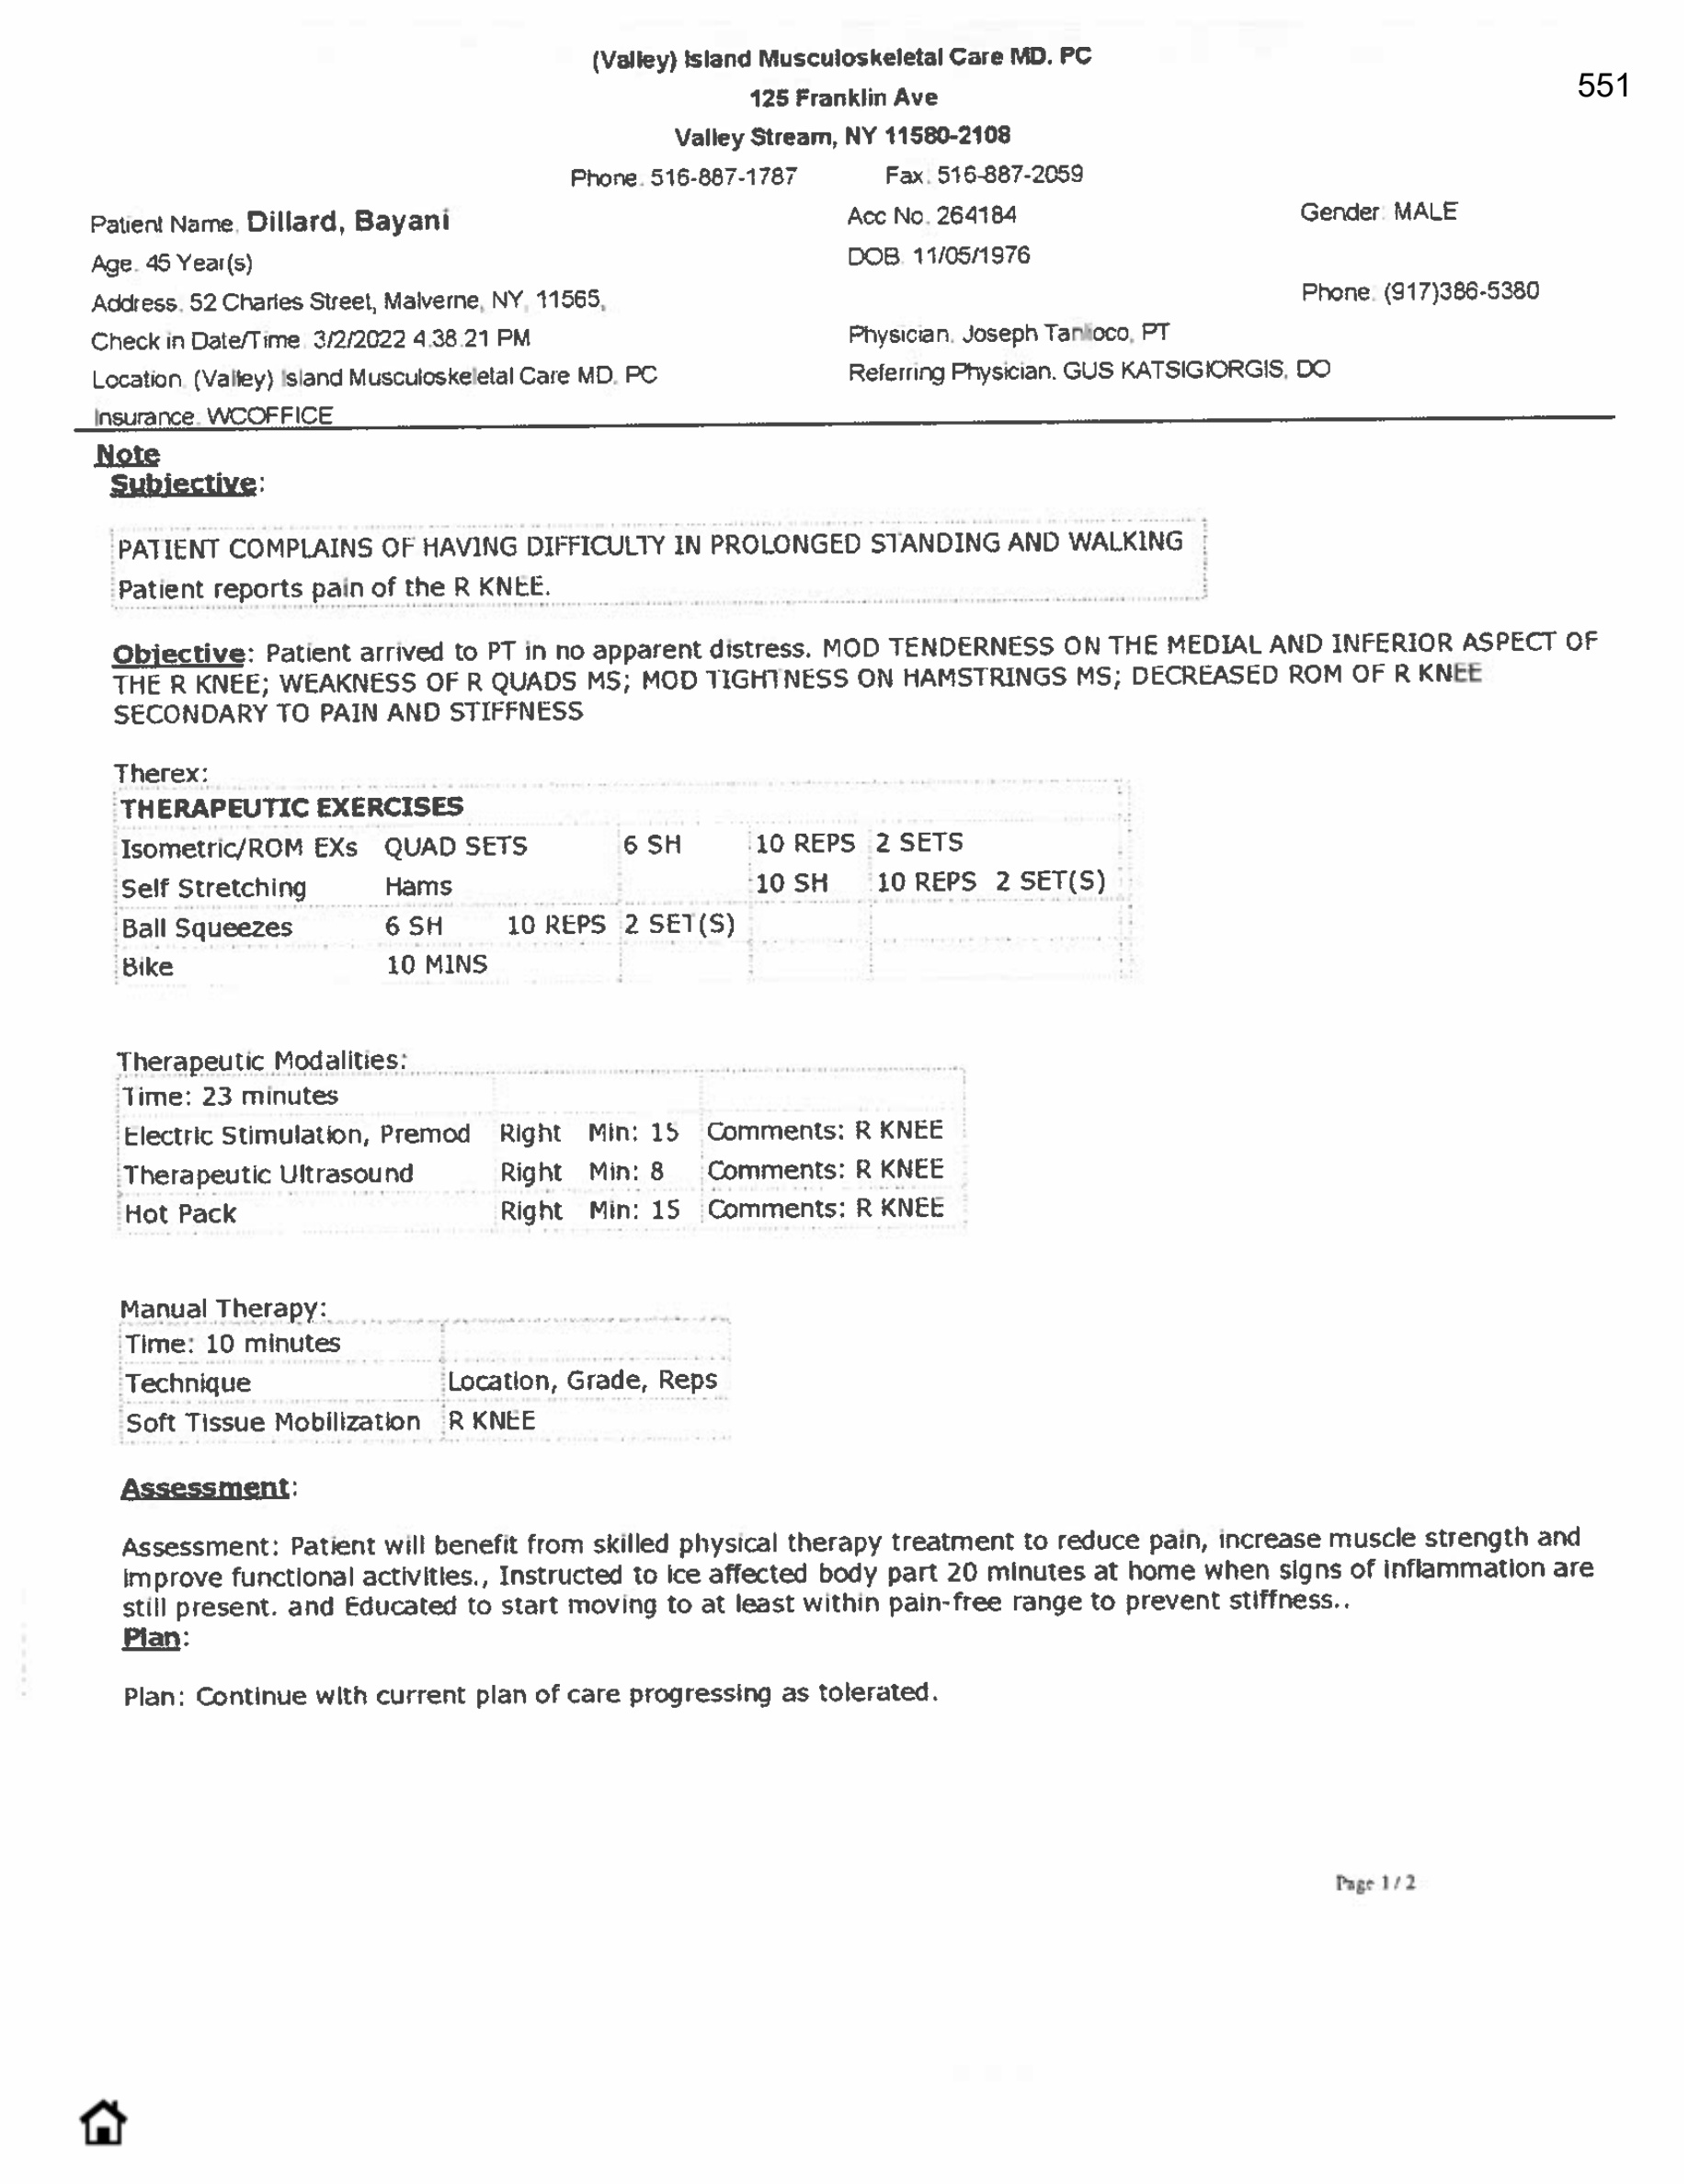 (Valley) Island Musculoskeletal Care MD. PC
551
125 Franklin Ave
Valley Stream, NY 11580-2108
Phone. 516-887-1787 Fax. 516-887-2059
Patient Name. Dillard, Bayani Acc No. 264184 Gender: MALE
Age. 45 Year(s) DOB. 11/05/1976
Address. 52 Charles Street, Malverne, NY, 11565, Phone. (917)386-5380
Check in Date/Time 3/2/2022 4.38.21 PM Physician. Joseph Tanlioco, PT
Location. (Valley) Island Musculoskeletal Care MD. PC Referring Physician. GUS KATSIGIORGIS, DO
Insurance. WCOFFICE
Note
Subjective:
PATIENT COMPLAINS OF HAVING DIFFICULTY IN PROLONGED STANDING AND WALKING
Patient reports pain of the R KNEE.
Objective: Patient arrived to PT in no apparent distress. MOD TENDERNESS ON THE MEDIAL AND INFERIOR ASPECT OF
THE R KNEE; WEAKNESS OF R QUADS MS; MOD TIGHTNESS ON HAMSTRINGS MS; DECREASED ROM OF R KNEE
SECONDARY TO PAIN AND STIFFNESS
Therex:
THERAPEUTIC EXERCISES
Isometric/ROM EXs QUAD SETS 6 SH 10 REPS 2 SETS
Self Stretching Hams 10 SH 10 REPS 2 SET(S)
Ball Squeezes 6 SH 10 REPS 2 SET(S)
Bike 10 MINS
Therapeutic Modalities:
Time: 23 minutes
Electric Stimulation, Premod Right Min: 15 Comments: R KNEE
Therapeutic Ultrasound Right Min: 8 Comments: R KNEE
Hot Pack Right Min: 15 Comments: R KNEE
Manual Therapy:
Time: 10 minutes
Technique Location, Grade, Reps
Soft Tissue Mobilization R KNEE
Assessment:
Assessment: Patient will benefit from skilled physical therapy treatment to reduce pain, increase muscle strength and
improve functional activities., Instructed to ice affected body part 20 minutes at home when signs of inflammation are
still present. and Educated to start moving to at least within pain-free range to prevent stiffness..
Plan:
Plan: Continue with current plan of care progressing as tolerated.
Page 1 / 2